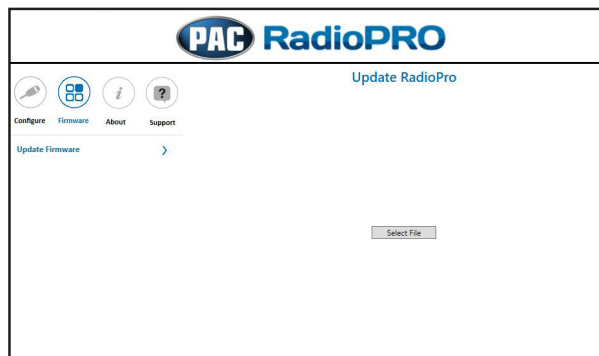 PAC RadioPRO
Update RadioPro
Configure Firmware About Support
Update Firmware
Select File